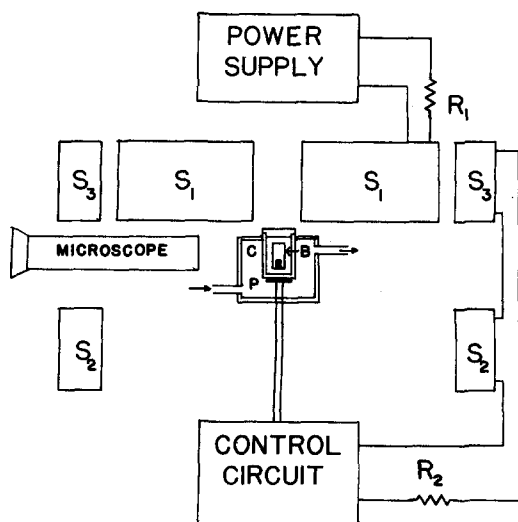 POWER
SUPPLY
R₁
S₃
S₁
S₁
S₃
MICROSCOPE
C
B
P
S₂
S₂
CONTROL
CIRCUIT
R₂